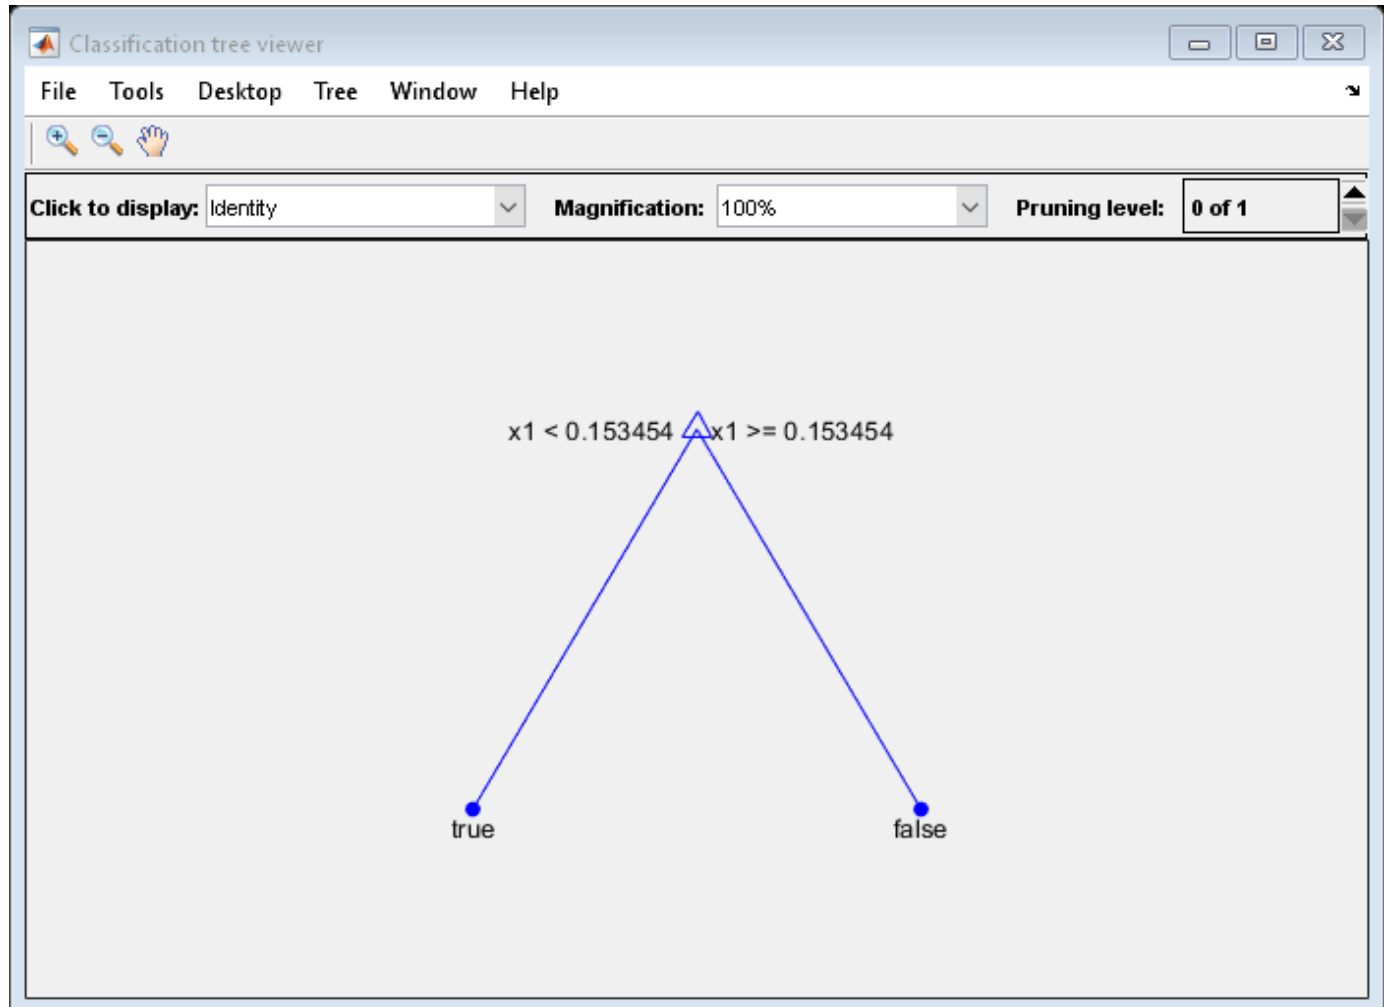 Classification tree viewer
File Tools Desktop Tree Window Help
Click to display: Identity Magnification: 100% Pruning level: 0 of 1
x1 < 0.153454 x1 >= 0.153454
true false